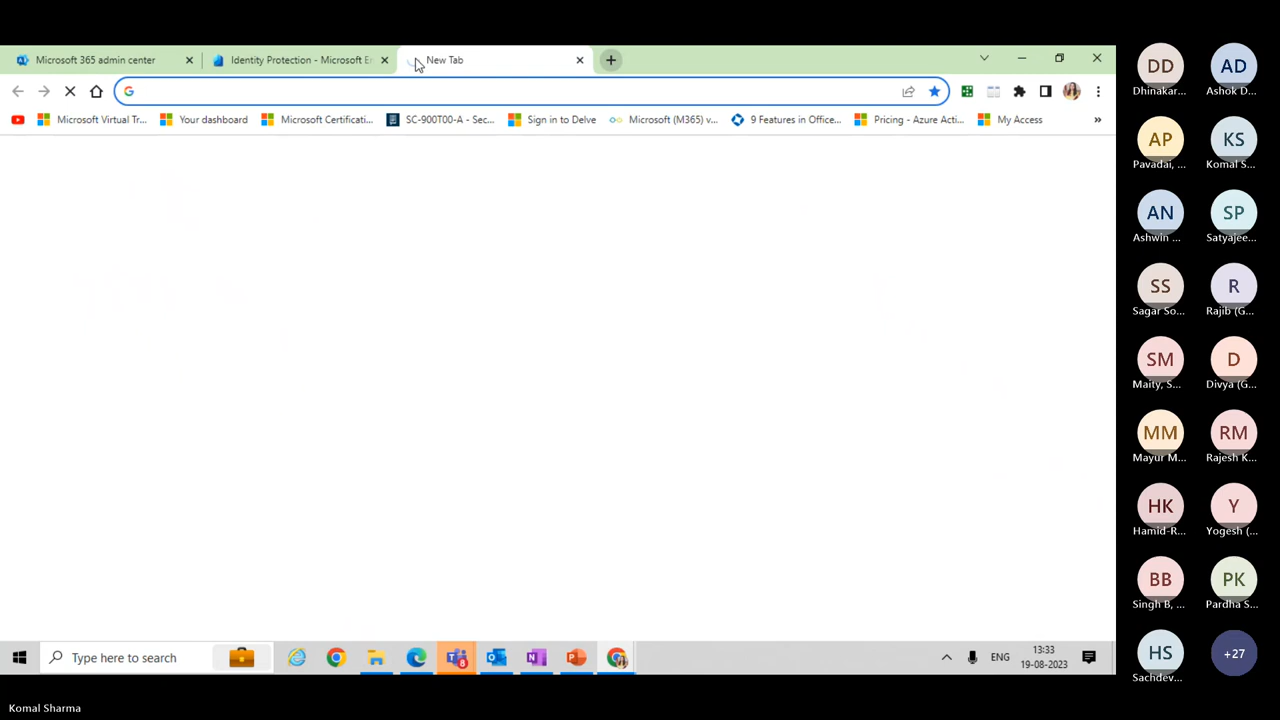 Microsoft 365 admin center
Identity Protection - Microsoft E
New Tab
G
Microsoft Virtual Tr...
Your dashboard
Microsoft Certificati...
SC-900T00-A - Sec...
Sign in to Delve
Microsoft (M365) v...
9 Features in Office...
Pricing - Azure Acti...
My Access
»
DD
Dhinakar...
AD
Ashok D...
AP
Pavadai, ...
KS
Komal S...
AN
Ashwin ...
SP
Satyajee...
SS
Sagar So...
R
Rajib (G...
SM
Maity, S...
D
Divya (G...
MM
Mayur M...
RM
Rajesh K...
HK
Hamid-R...
Y
Yogesh (...
BB
Singh B, ...
PK
Pardha S...
HS
Sachdev...
+27
Type here to search
8
ENG
13:33
19-08-2023
Komal Sharma